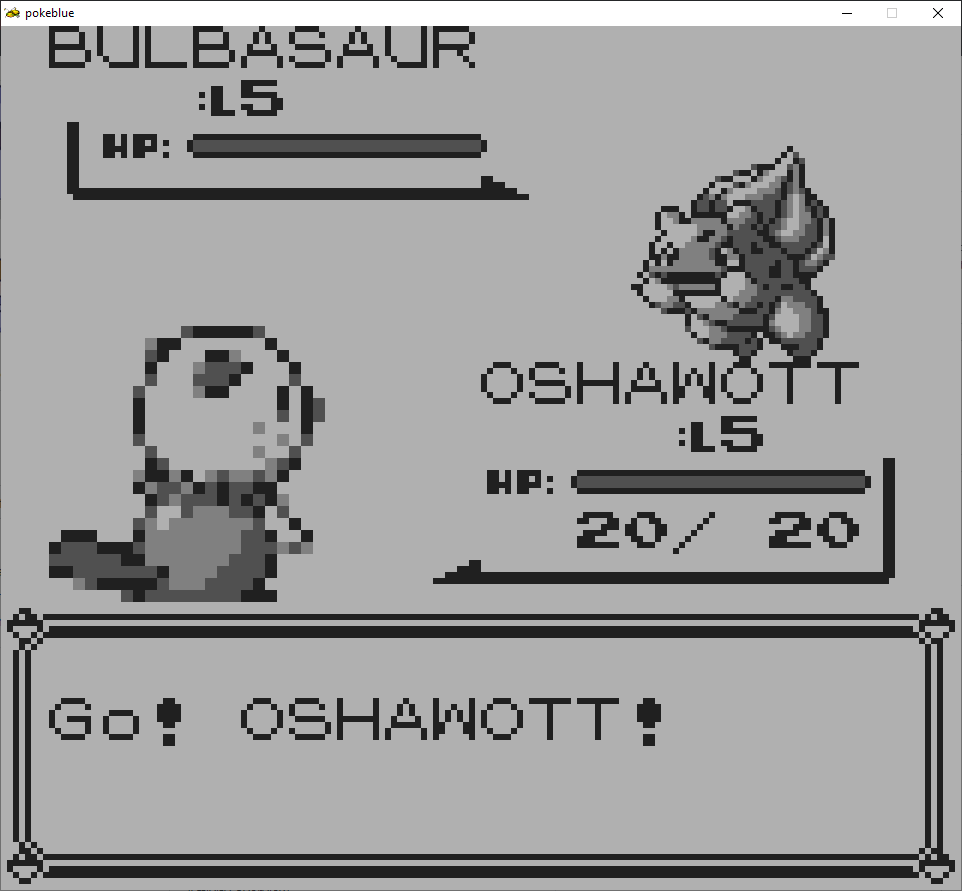 pokeblue
BULBASAUR
:L5
HP:
OSHAWOTT
:L5
HP:
20/ 20
Go! OSHAWOTT!